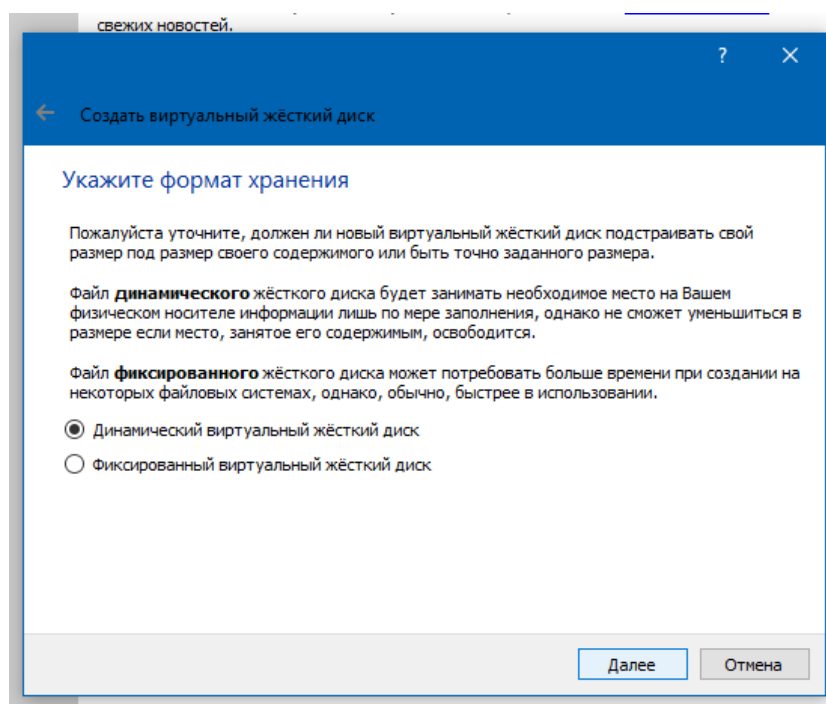 свежих новостей.
?
Создать виртуальный жёсткий диск
Укажите формат хранения
Пожалуйста уточните, должен ли новый виртуальный жёсткий диск подстраивать свой
размер под размер своего содержимого или быть точно заданного размера.
Файл динамического жёсткого диска будет занимать необходимое место на Вашем
физическом носителе информации лишь по мере заполнения, однако не сможет уменьшиться в
размере если место, занятое его содержимым, освободится.
Файл фиксированного жёсткого диска может потребовать больше времени при создании на
некоторых файловых системах, однако, обычно, быстрее в использовании.
Динамический виртуальный жёсткий диск
Фиксированный виртуальный жёсткий диск
Далее
Отмена